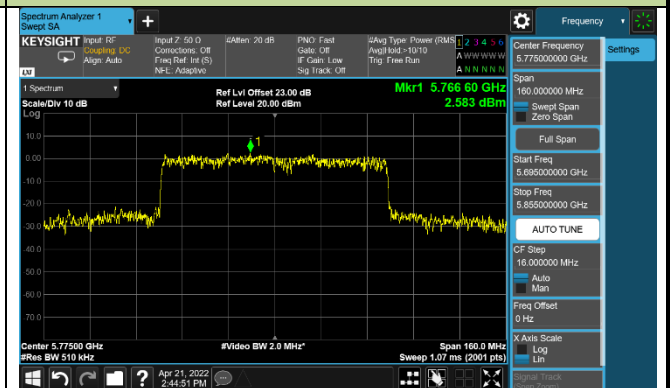 Spectrum Analyzer 1
Swept SA
+
Frequency
KEYSIGHT
Input: RF
Coupling: DC
Align: Auto
Input Z: 50 Ω
Corrections: Off
Freq Ref: Int (S)
NFE: Adaptive
#Atten: 20 dB
PNO: Fast
Gate: Off
IF Gain: Low
Sig Track: Off
#Avg Type: Power (RMS
Avg|Hold:>10/10
Trig: Free Run
1 2 3 4 5 6
A W W W W W
A N N N N N
LXI
Center Frequency
5.775000000 GHz
Settings
Span
160.000000 MHz
Swept Span
Zero Span
Full Span
Start Freq
5.695000000 GHz
Stop Freq
5.855000000 GHz
AUTO TUNE
CF Step
16.000000 MHz
Auto
Man
Freq Offset
0 Hz
X Axis Scale
Log
Lin
Signal Track
(Span Zoom)
1 Spectrum
Scale/Div 10 dB
Log
Ref Lvl Offset 23.00 dB
Ref Level 20.00 dBm
Mkr1 5.766 60 GHz
2.583 dBm
1
10.0
0.00
-10.0
-20.0
-30.0
-40.0
-50.0
-60.0
-70.0
Center 5.77500 GHz
#Res BW 510 kHz
#Video BW 2.0 MHz*
Span 160.0 MHz
Sweep 1.07 ms (2001 pts)
?
Apr 21, 2022
2:44:51 PM